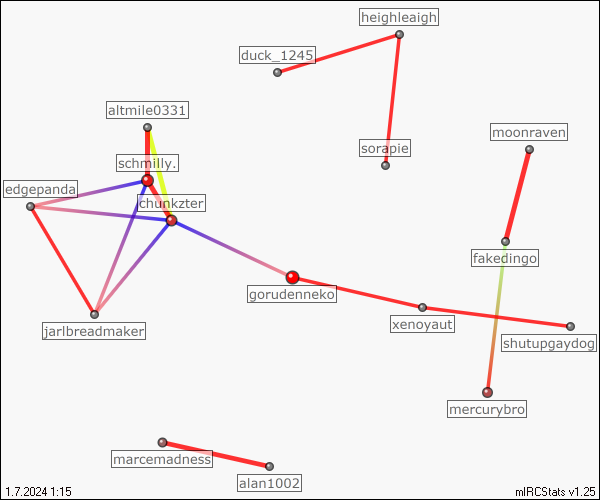 heighleaigh
duck_1245
altmile0331
moonraven
sorapie
schmilly.
edgepanda
chunkzter
fakedingo
gorudenneko
xenoyaut
jarlbreadmaker
shutupgaydog
mercurybro
marcemadness
alan1002
1.7.2024 1:15
mIRCStats v1.25